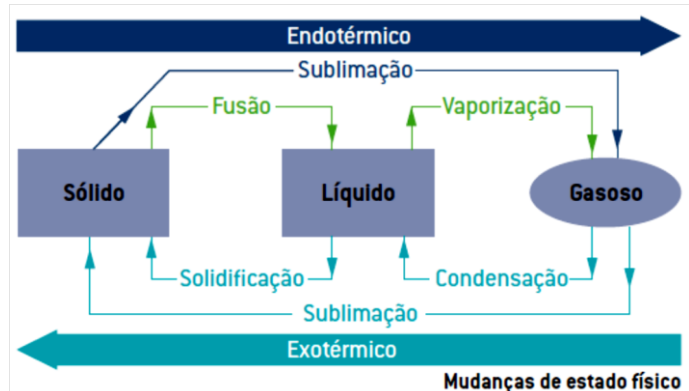 Endotérmico
Sublimação
Fusão
Vaporização
Sólido
Líquido
Gasoso
Solidificação
Condensação
Sublimação
Exotérmico
Mudanças de estado físico